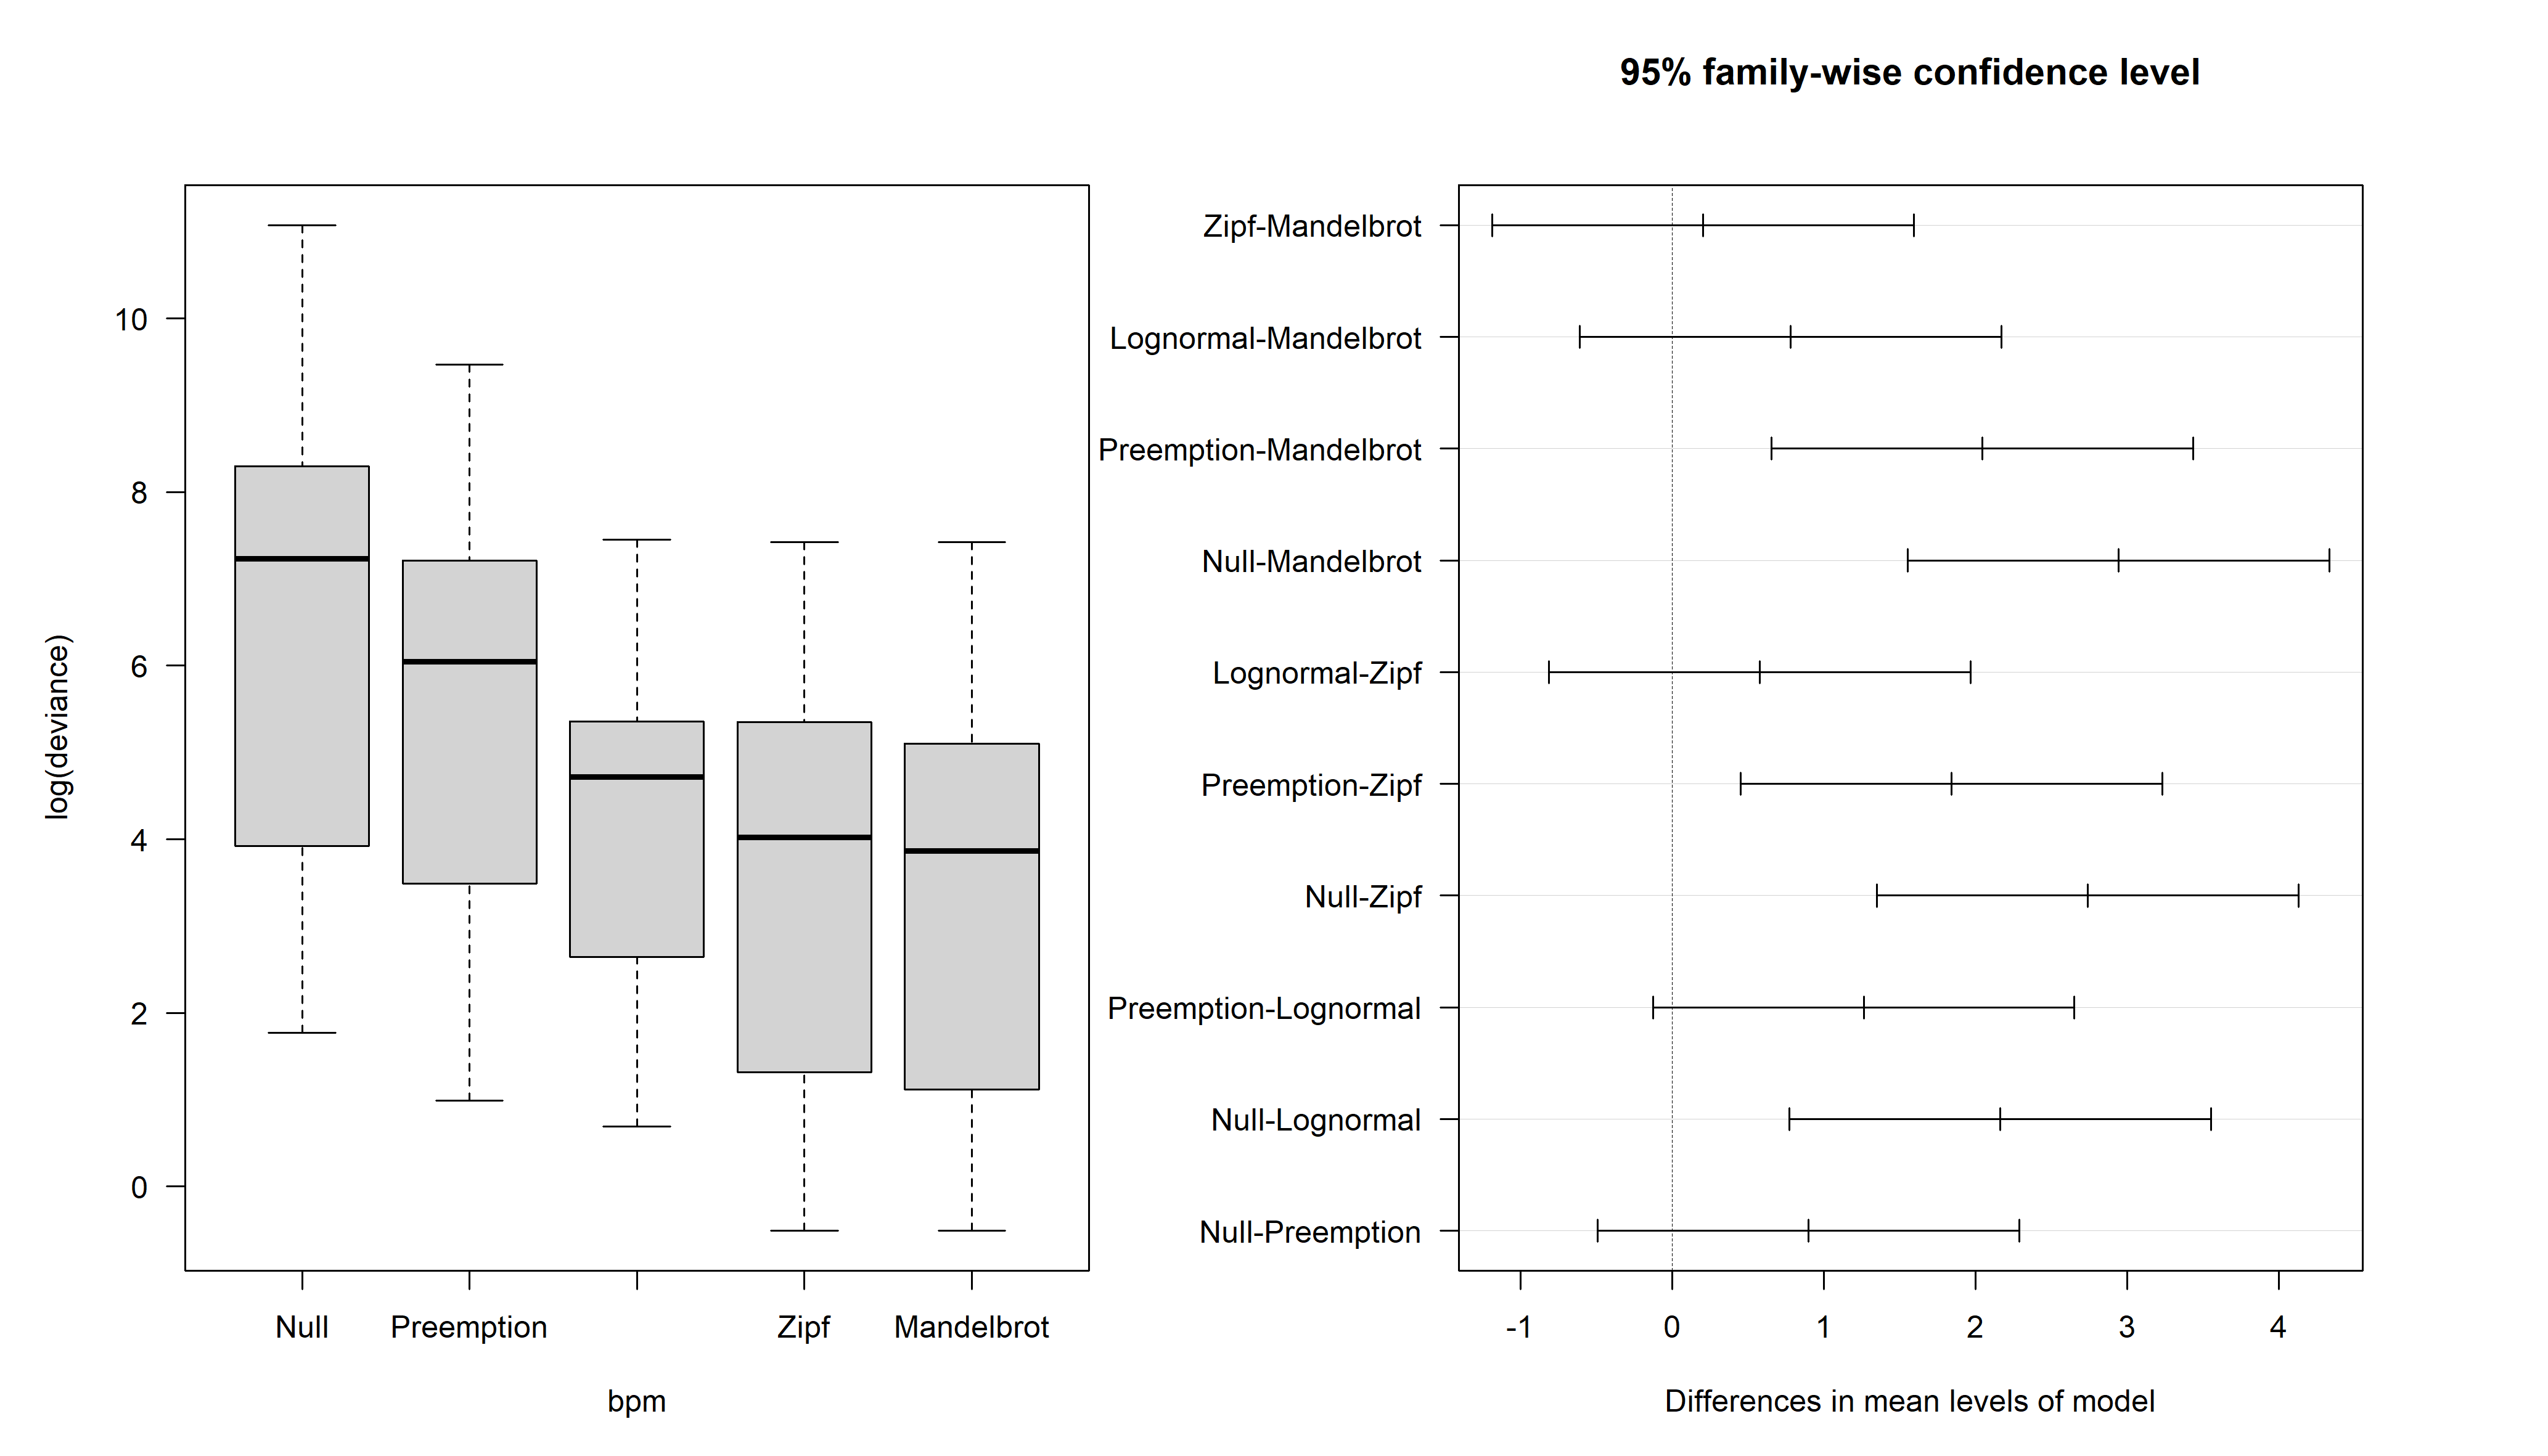 95% family-wise confidence level
log(deviance)
10
8
6
4
2
0
Null Preemption Zipf Mandelbrot
bpm
Zipf-Mandelbrot
Lognormal-Mandelbrot
Preemption-Mandelbrot
Null-Mandelbrot
Lognormal-Zipf
Preemption-Zipf
Null-Zipf
Preemption-Lognormal
Null-Lognormal
Null-Preemption
-1 0 1 2 3 4
Differences in mean levels of model